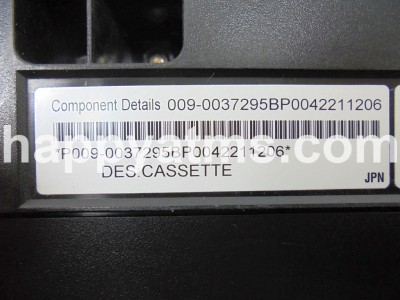 Component Details 009-0037295BP0042211206
happyatms.com
*P009-0037295BP0042211206*
DES.CASSETTE
JPN